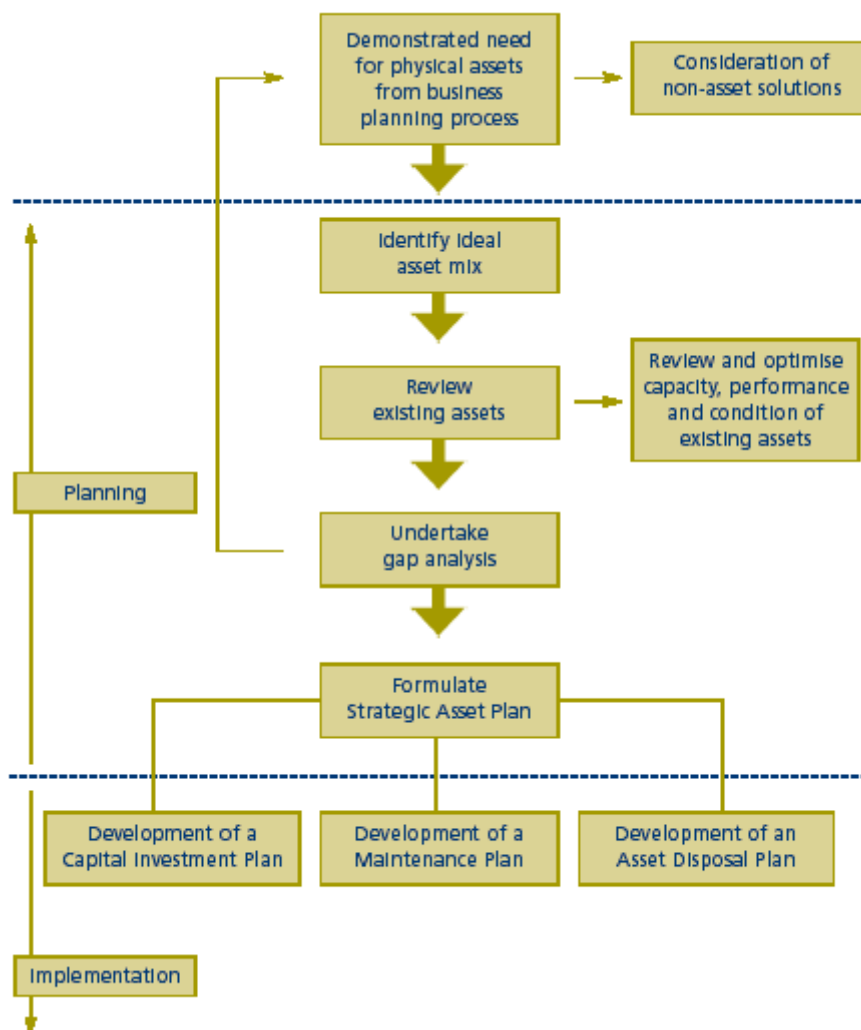 Demonstrated need
for physical assets
from business
planning process
Consideration of
non-asset solutions
Identify ideal
asset mix
Review
existing assets
Review and optimise
capacity, performance
and condition of
existing assets
Planning
Undertake
gap analysis
Formulate
Strategic Asset Plan
Development of a
Capital Investment Plan
Development of a
Maintenance Plan
Development of an
Asset Disposal Plan
Implementation